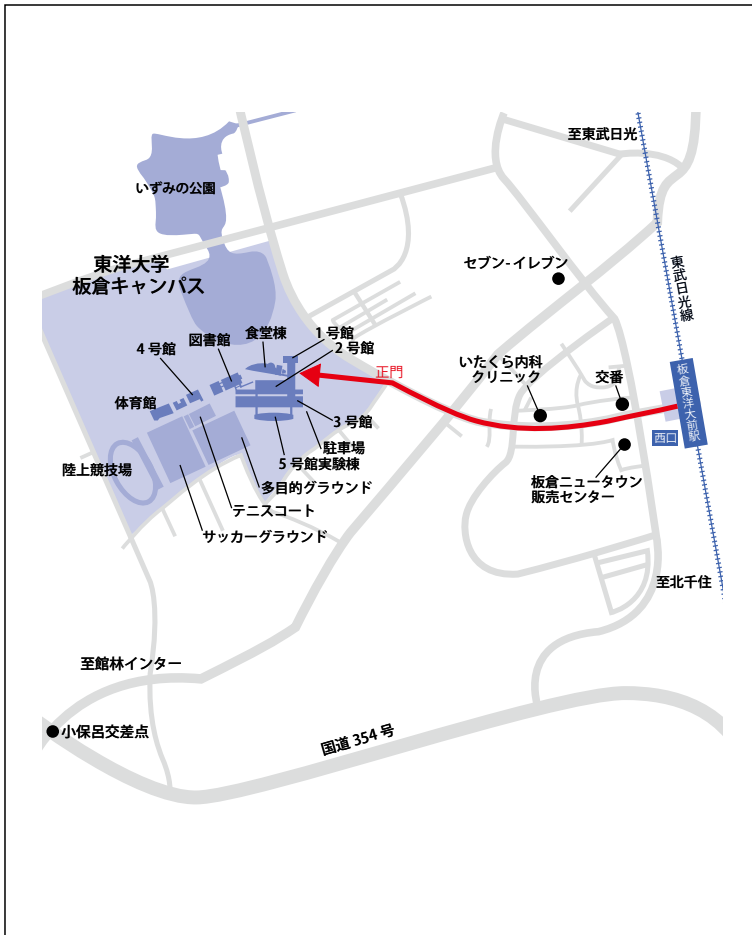 至東武日光
いずみの公園
東洋大学
板倉キャンパス
セブン-イレブン
東武日光線
食堂棟
1号館
図書館
2号館
4号館
いたくら内科
クリニック
正門
交番
板倉東洋大前駅
体育館
3号館
西口
駐車場
5号館実験棟
陸上競技場
多目的グラウンド
板倉ニュータウン
販売センター
テニスコート
サッカーグラウンド
至北千住
至館林インター
小保呂交差点
国道354号